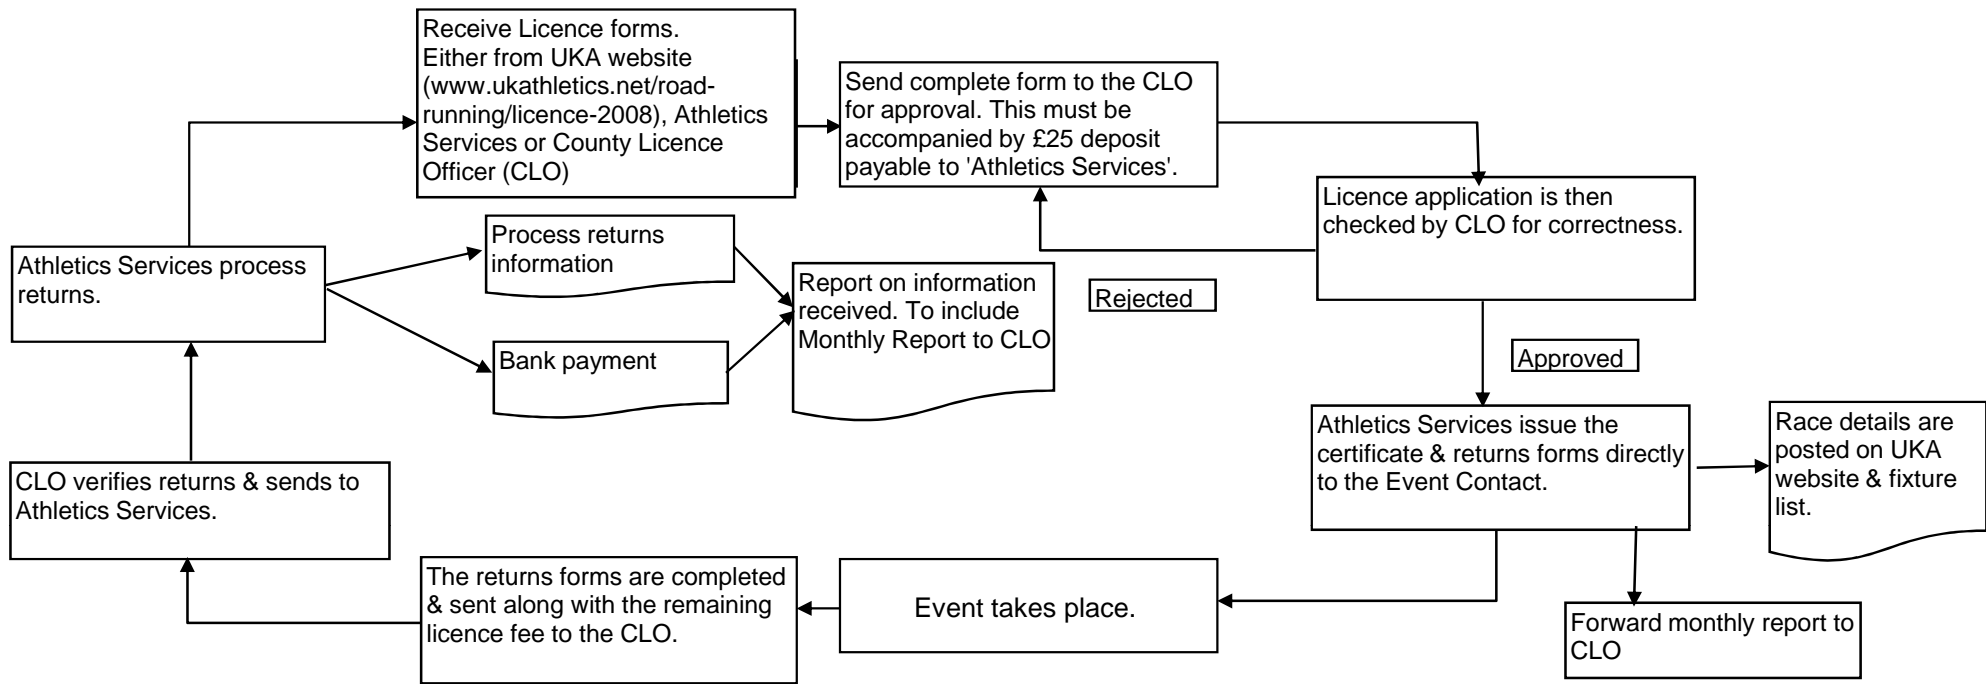 Receive Licence forms.
Either from UKA website
(www.ukathletics.net/road-
running/licence-2008), Athletics
Services or County Licence
Officer (CLO)
Send complete form to the CLO
for approval. This must be
accompanied by £25 deposit
payable to 'Athletics Services'.
Licence application is then
checked by CLO for correctness.
Rejected
Approved
Athletics Services issue the
certificate & returns forms directly
to the Event Contact.
Race details are
posted on UKA
website & fixture
list.
Forward monthly report to
CLO
Event takes place.
The returns forms are completed
& sent along with the remaining
licence fee to the CLO.
CLO verifies returns & sends to
Athletics Services.
Athletics Services process
returns.
Process returns
information
Bank payment
Report on information
received. To include
Monthly Report to CLO